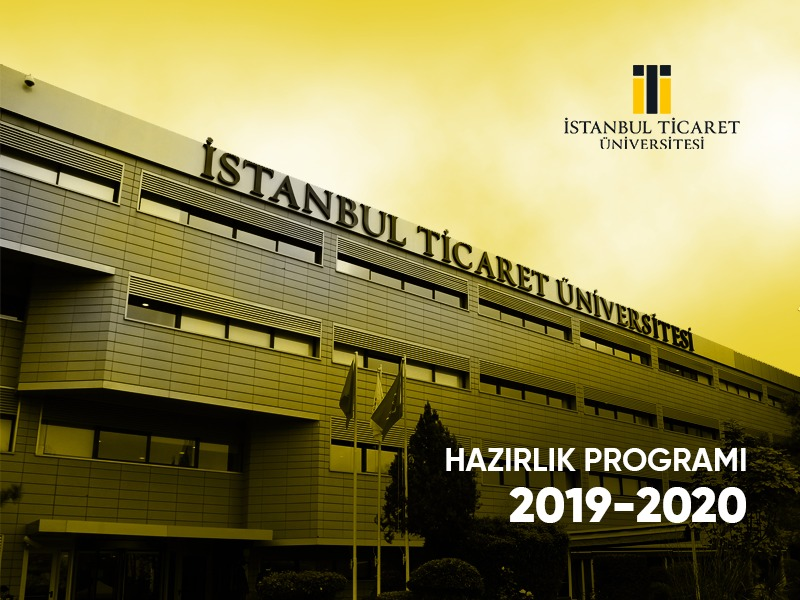 İSTANBUL TİCARET
ÜNİVERSİTESİ
İSTANBUL TİCARET ÜNİVERSİTESİ
HAZIRLIK PROGRAMI
2019-2020